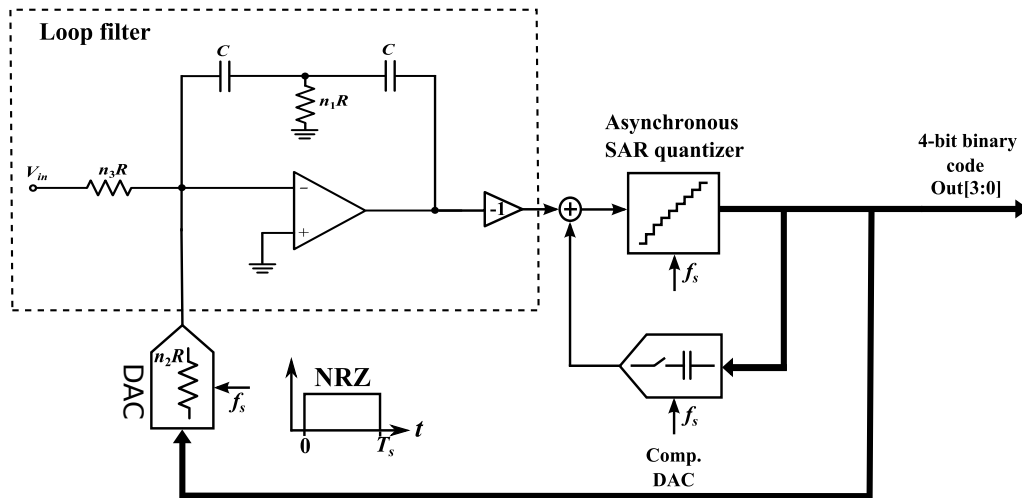 Loop filter
C
C
n₁R
Vin
n₃R
−
+
-1
+
Asynchronous
SAR quantizer
fs
4-bit binary
code
Out[3:0]
DAC
n₂R
fs
NRZ
0
Ts
t
fs
Comp.
DAC